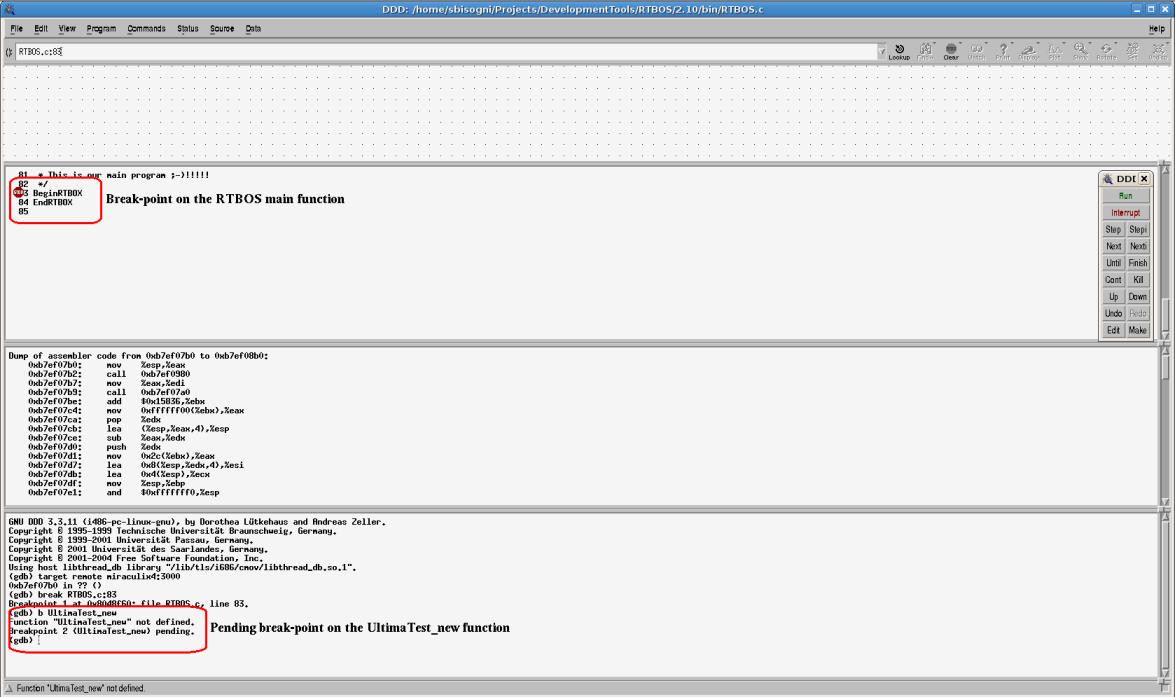 DDD: /home/sbisogni/Projects/DevelopmentTools/RTBOS/2.10/bin/RTBOS.c
File Edit View Program Commands Status Source Data Help
(): RTBOS.c:83
Lookup Clear Watch Print Display Plot Rotate Set
81 * This is our main program ;-)!!!!!
82 */
3 BeginRTBOX
84 EndRTBOX
85
Break-point on the RTBOS main function
DDD
Run
Interrupt
Step Stepi
Next Nexti
Until Finish
Cont Kill
Up Down
Undo Redo
Edit Make
Dump of assembler code from 0xb7ef07b0 to 0xb7ef08b0:
0xb7ef07b0: mov %esp,%eax
0xb7ef07b2: call 0xb7ef0980
0xb7ef07b7: mov %eax,%edi
0xb7ef07b9: call 0xb7ef07a0
0xb7ef07be: add $0x15836,%ebx
0xb7ef07c4: mov 0xffffff00(%ebx),%eax
0xb7ef07ca: pop %edx
0xb7ef07cb: lea (%esp,%eax,4),%esp
0xb7ef07ce: sub %eax,%edx
0xb7ef07d0: push %edx
0xb7ef07d1: mov 0x2c(%ebx),%eax
0xb7ef07d7: lea 0x8(%esp,%edx,4),%esi
0xb7ef07db: lea 0x4(%esp),%ecx
0xb7ef07df: mov %esp,%ebp
0xb7ef07e1: and $0xfffffff0,%esp
GNU DDD 3.3.11 (i486-pc-linux-gnu), by Dorothea Lütkehaus and Andreas Zeller.
Copyright © 1995-1999 Technische Universität Braunschweig, Germany.
Copyright © 1999-2001 Universität Passau, Germany.
Copyright © 2001 Universität des Saarlandes, Germany.
Copyright © 2001-2004 Free Software Foundation, Inc.
Using host libthread_db library "/lib/tls/i686/cmov/libthread_db.so.1".
(gdb) target remote miraculix4:3000
0xb7ef07b0 in ?? ()
(gdb) break RTBOS.c:83
Breakpoint 1 at 0x8048f60: file RTBOS.c, line 83.
(gdb) b UltimaTest_new
Function "UltimaTest_new" not defined.
Breakpoint 2 (UltimaTest_new) pending.
(gdb)
Pending break-point on the UltimaTest_new function
Function "UltimaTest_new" not defined.